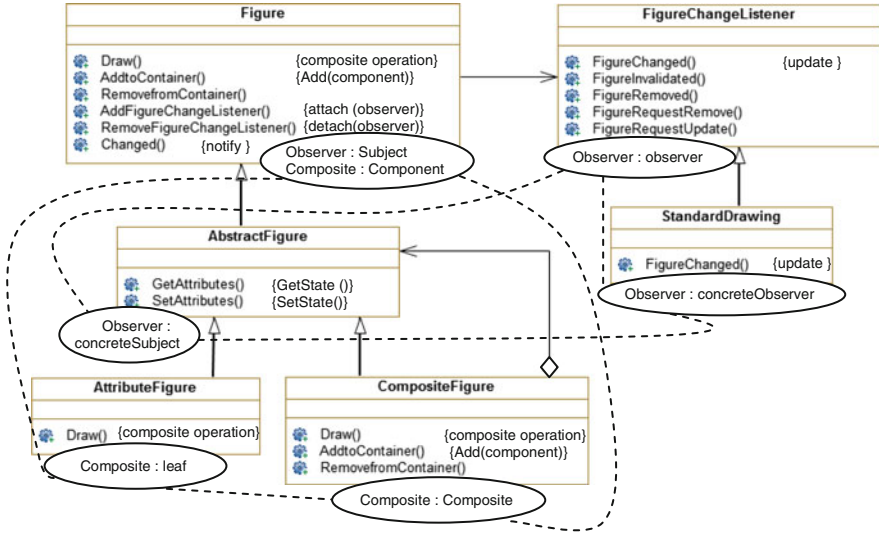 Figure
Draw() {composite operation}
AddtoContainer() {Add(component)}
RemovefromContainer()
AddFigureChangeListener() {attach (observer)}
RemoveFigureChangeListener() {detach(observer)}
Changed() {notify }
Observer : Subject
Composite : Component
FigureChangeListener
FigureChanged() {update }
FigureInvalidated()
FigureRemoved()
FigureRequestRemove()
FigureRequestUpdate()
Observer : observer
AbstractFigure
GetAttributes() {GetState ()}
SetAttributes() {SetState()}
Observer :
concreteSubject
StandardDrawing
FigureChanged() {update }
Observer : concreteObserver
AttributeFigure
Draw() {composite operation}
Composite : leaf
CompositeFigure
Draw() {composite operation}
AddtoContainer() {Add(component)}
RemovefromContainer()
Composite : Composite